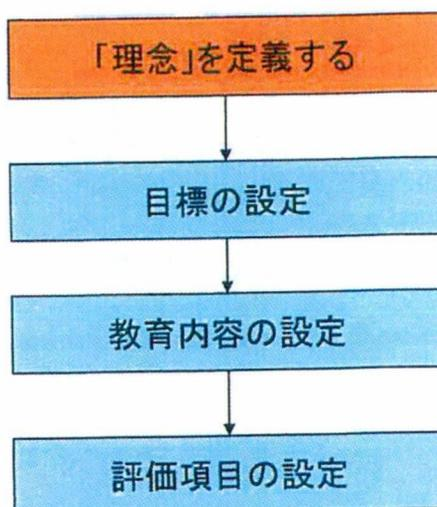 「理念」を定義する
目標の設定
教育内容の設定
評価項目の設定